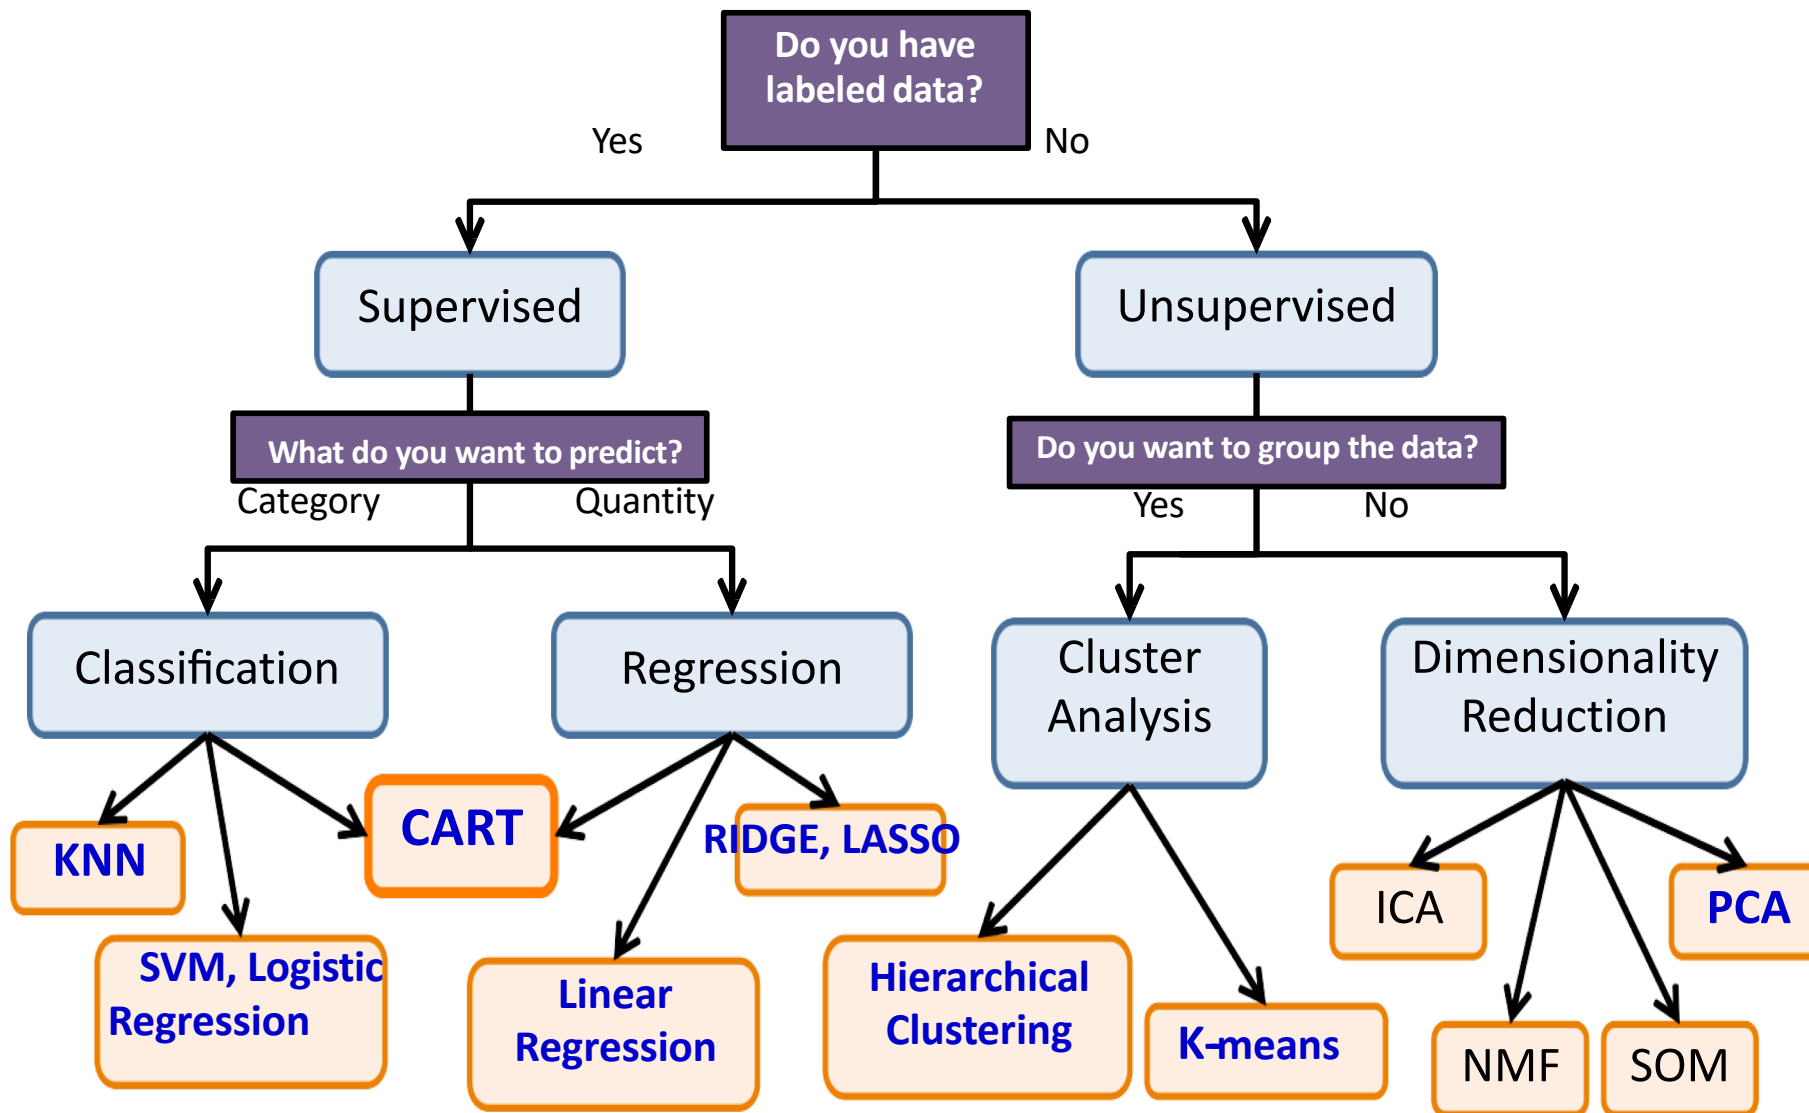 Do you have
labeled data?
Yes
No
Supervised
Unsupervised
What do you want to predict?
Do you want to group the data?
Category
Quantity
Yes
No
Classification
Regression
Cluster
Analysis
Dimensionality
Reduction
KNN
CART
RIDGE, LASSO
ICA
PCA
SVM, Logistic
Regression
Linear
Regression
Hierarchical
Clustering
K-means
NMF
SOM